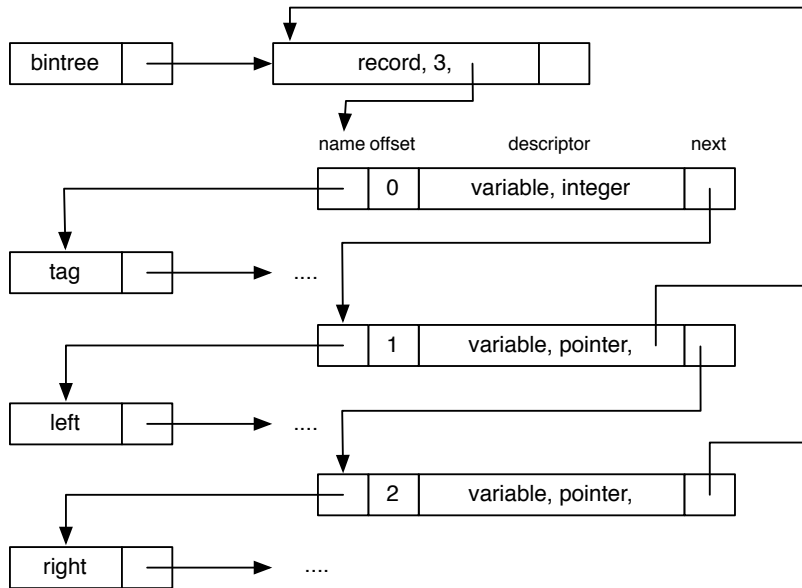 bintree
record, 3,
name offset descriptor next
0 variable, integer
tag
....
1 variable, pointer,
left
....
2 variable, pointer,
right
....